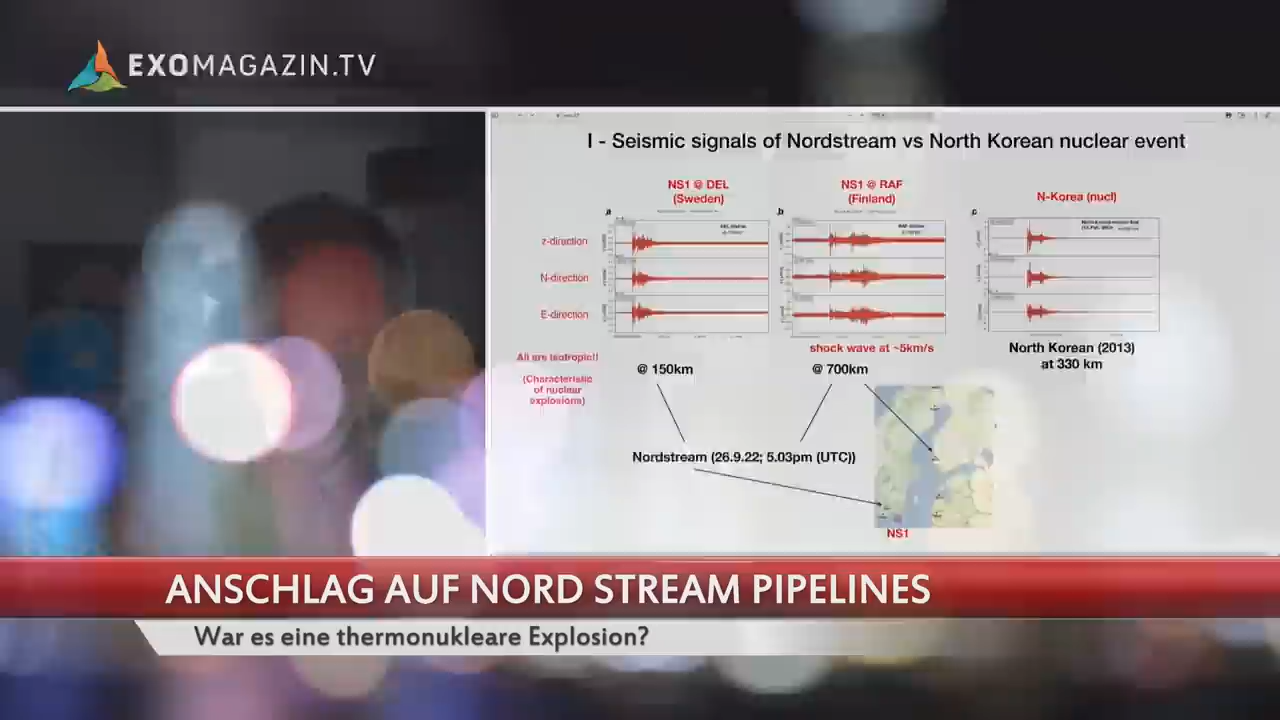 EXOMAGAZIN.TV
I - Seismic signals of Nordstream vs North Korean nuclear event
NS1 @ DEL
(Sweden)
NS1 @ RAF
(Finland)
N-Korea (nucl)
a
b
c
z-direction
N-direction
E-direction
All are isotropic!!
(Characteristic
of nuclear
explosions)
shock wave at ~5km/s
@ 150km
@ 700km
North Korean (2013)
at 330 km
Nordstream (26.9.22; 5.03pm (UTC))
NS1
ANSCHLAG AUF NORD STREAM PIPELINES
War es eine thermonukleare Explosion?